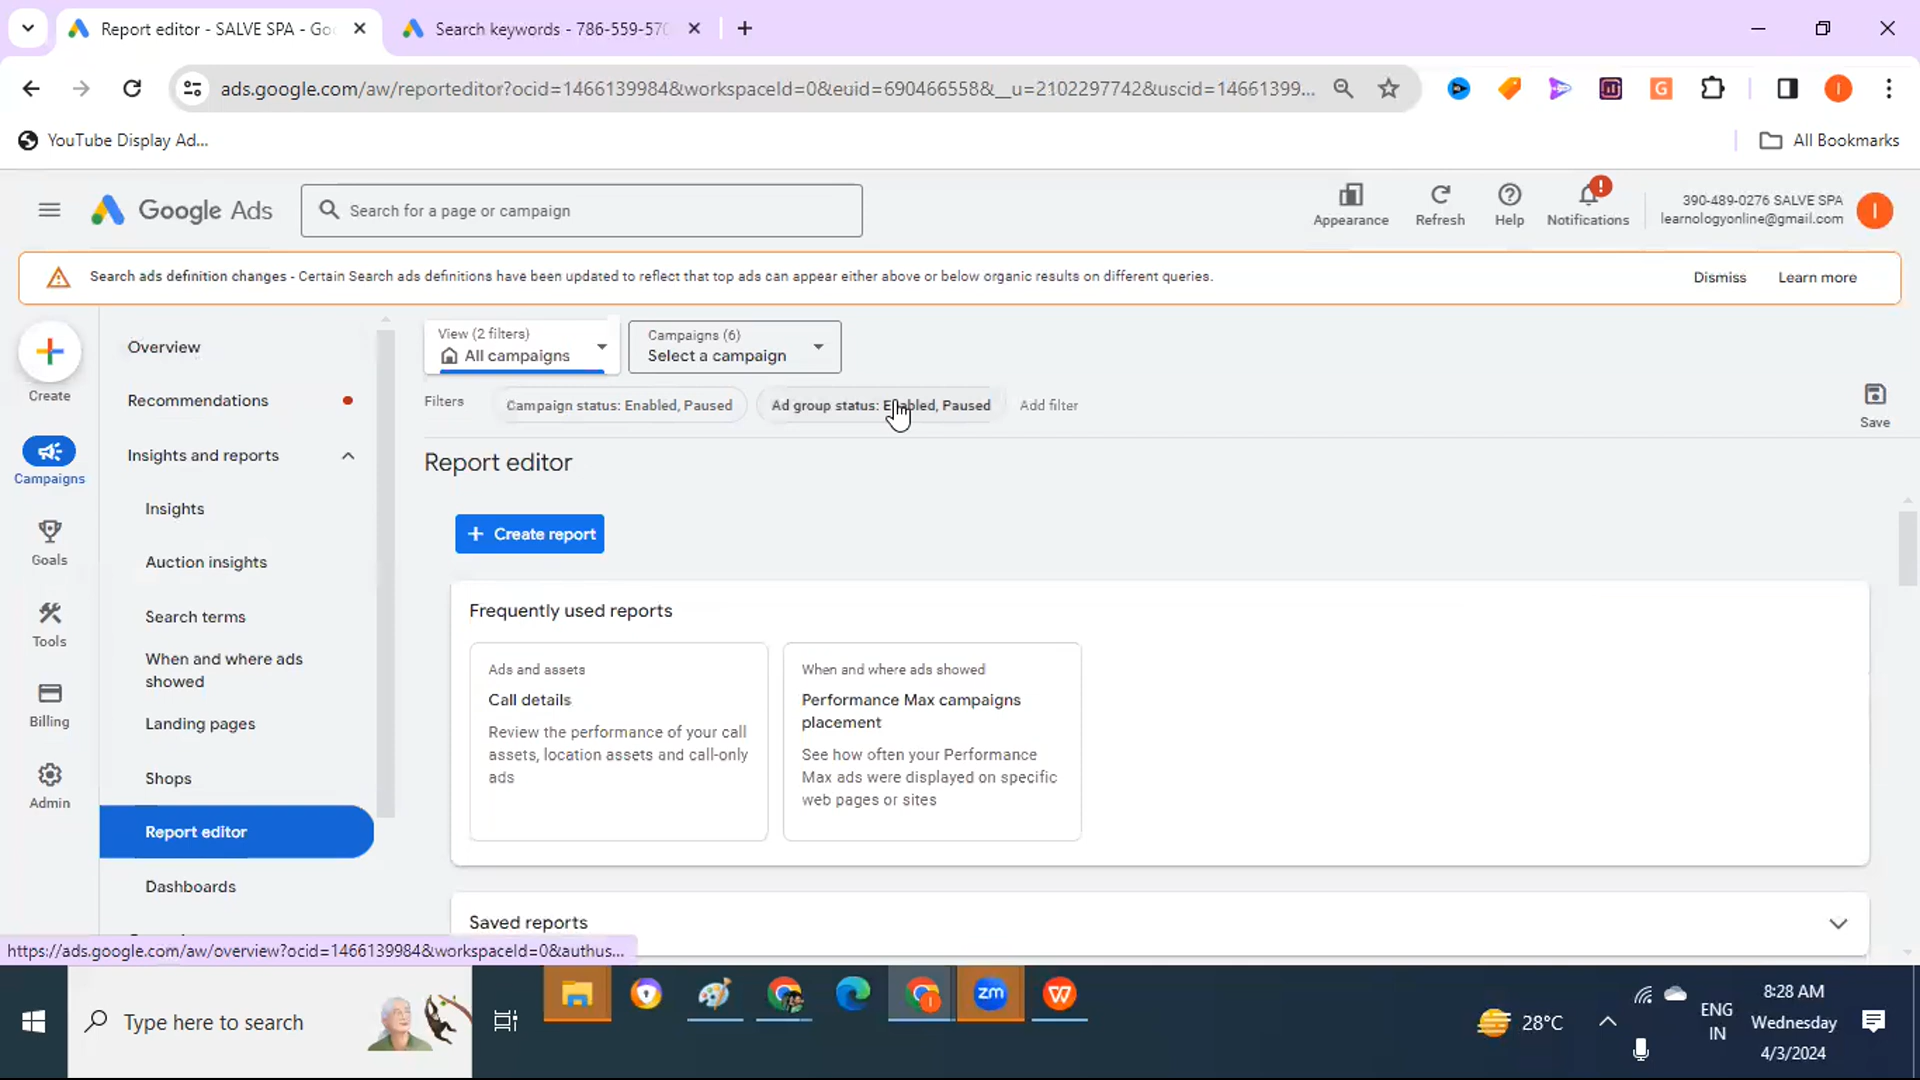 Report editor - SALVE SPA - Goo
Search keywords - 786-559-570
ads.google.com/aw/reporteditor?ocid=1466139984&workspaceId=0&euid=690466558&__u=2102297742&uscid=14661399...
YouTube Display Ad...
All Bookmarks
Google Ads
Search for a page or campaign
Appearance
Refresh
Help
Notifications
390-489-0276 SALVE SPA
learnologyonline@gmail.com
I
Search ads definition changes - Certain Search ads definitions have been updated to reflect that top ads can appear either above or below organic results on different queries.
Dismiss
Learn more
Create
Campaigns
Goals
Tools
Billing
Admin
Overview
Recommendations
Insights and reports
Insights
Auction insights
Search terms
When and where ads
showed
Landing pages
Shops
Report editor
Dashboards
View (2 filters)
All campaigns
Campaigns (6)
Select a campaign
Filters
Campaign status: Enabled, Paused
Ad group status: Enabled, Paused
Add filter
Save
Report editor
+ Create report
Frequently used reports
Ads and assets
Call details
Review the performance of your call
assets, location assets and call-only
ads
When and where ads showed
Performance Max campaigns
placement
See how often your Performance
Max ads were displayed on specific
web pages or sites
Saved reports
https://ads.google.com/aw/overview?ocid=1466139984&workspaceId=0&authus...
Type here to search
zm
28°C
ENG
IN
8:28 AM
Wednesday
4/3/2024